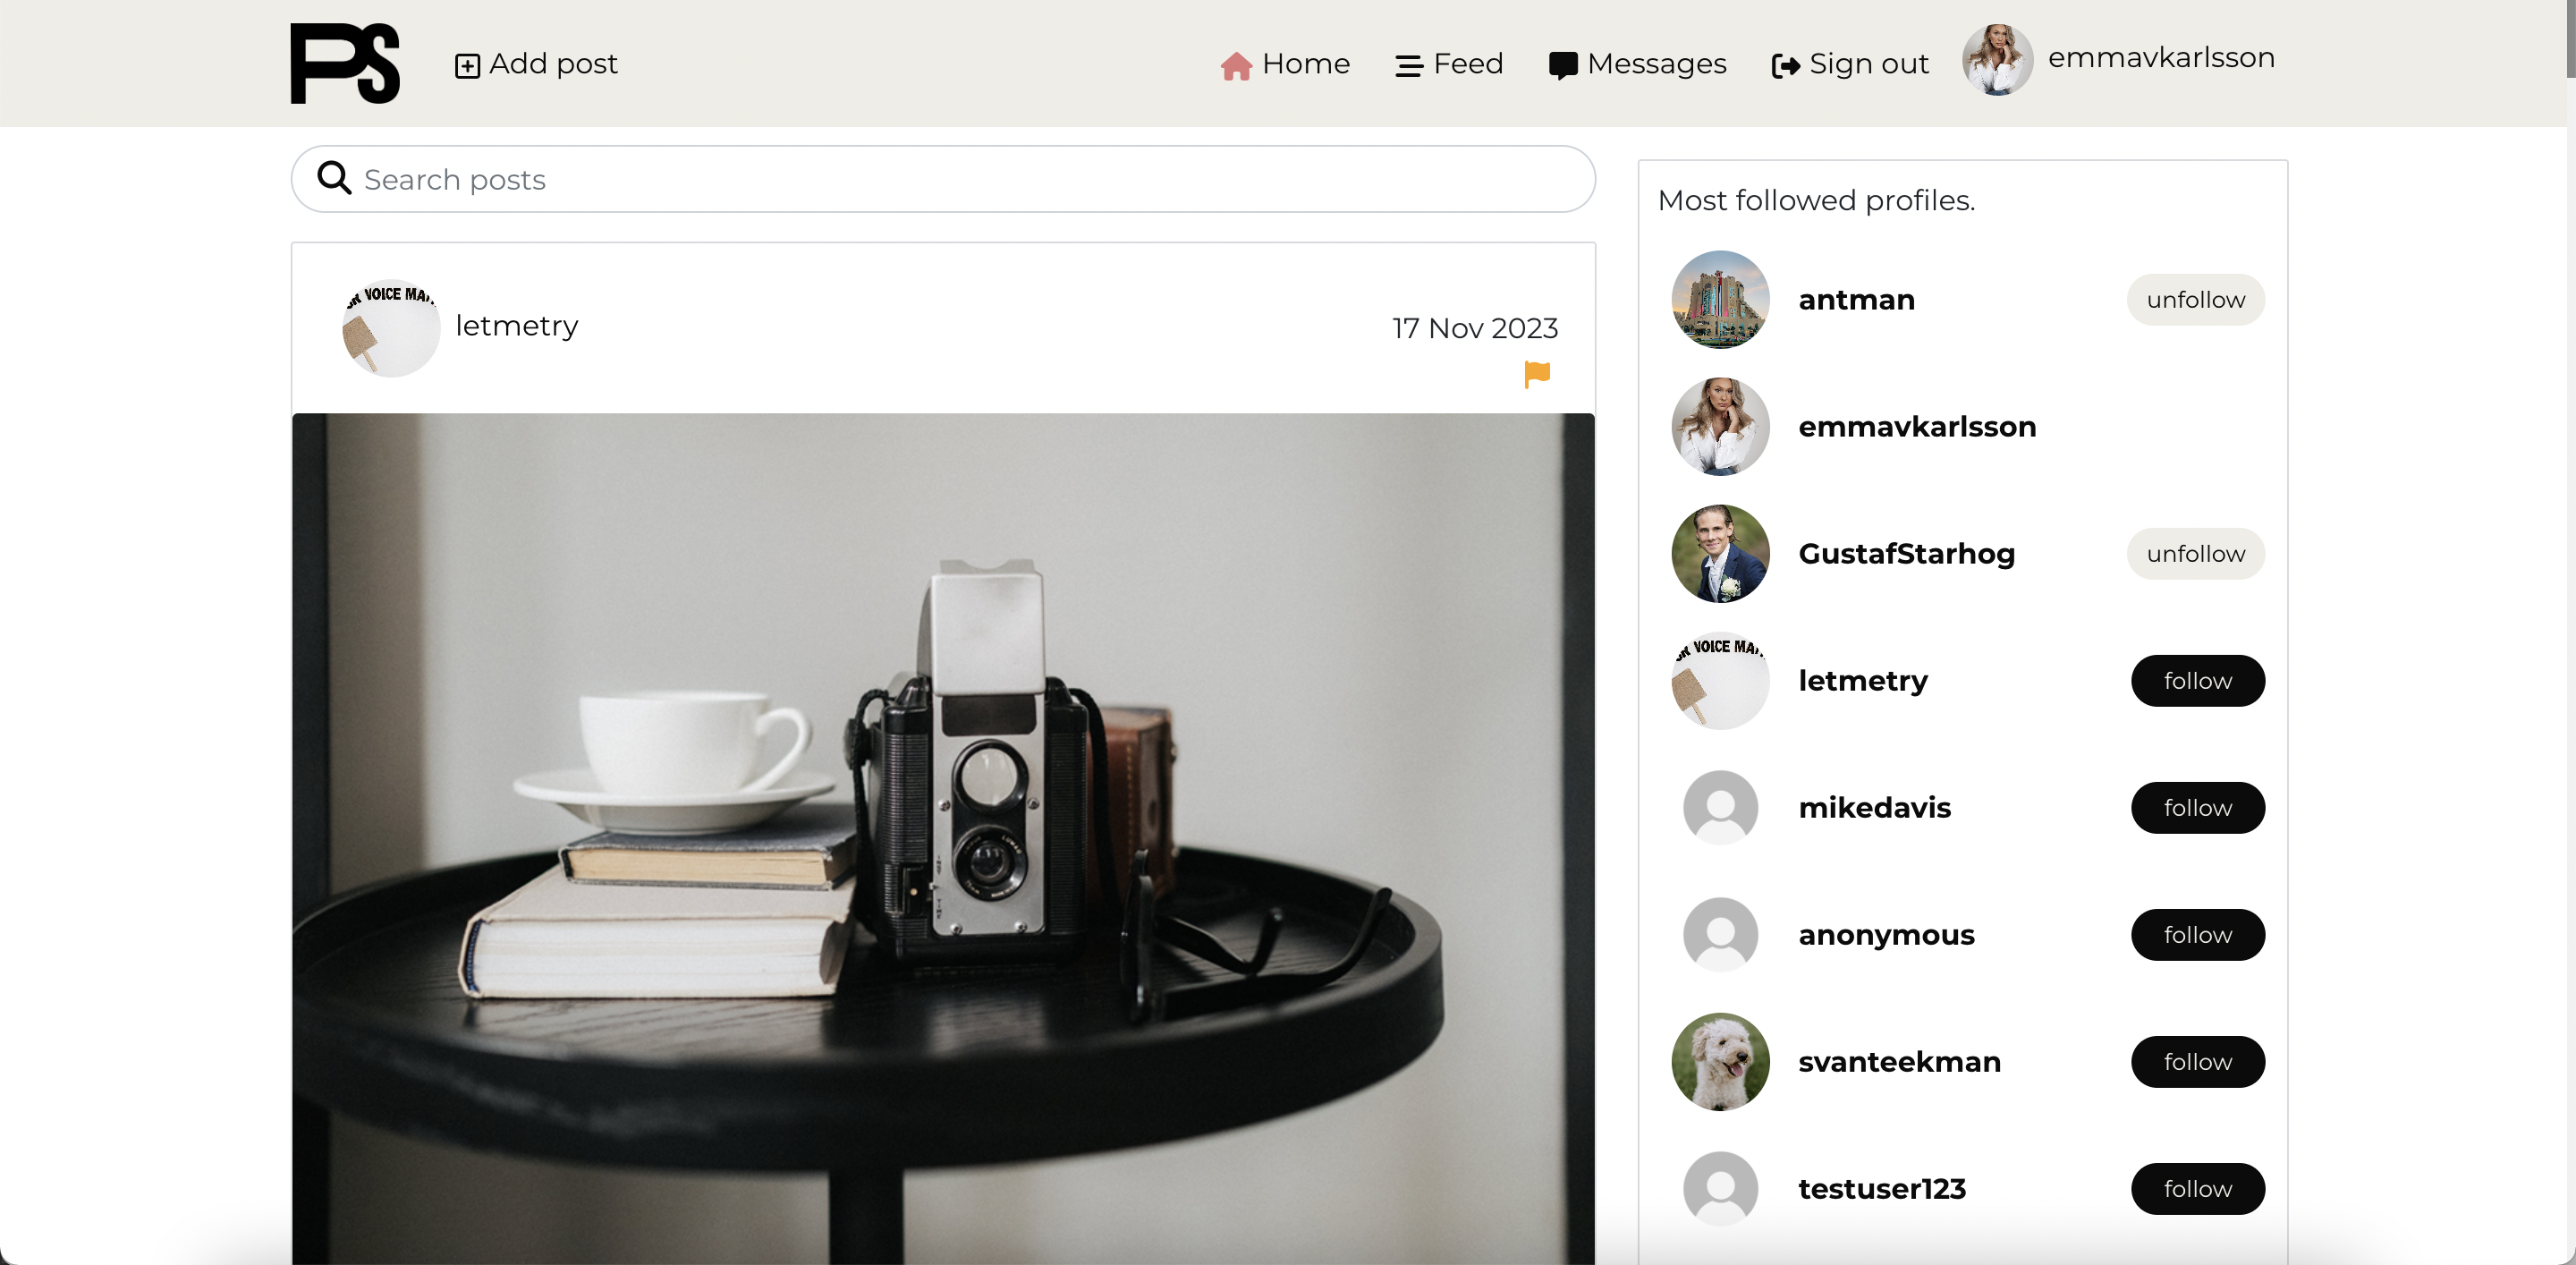 PS
Add post
Home
Feed
Messages
Sign out
emmavkarlsson
Search posts
letmetry
17 Nov 2023
VOICE
Most followed profiles.
antman
unfollow
emmavkarlsson
GustafStarhog
unfollow
VOICE
letmetry
follow
mikedavis
follow
anonymous
follow
svanteekman
follow
testuser123
follow